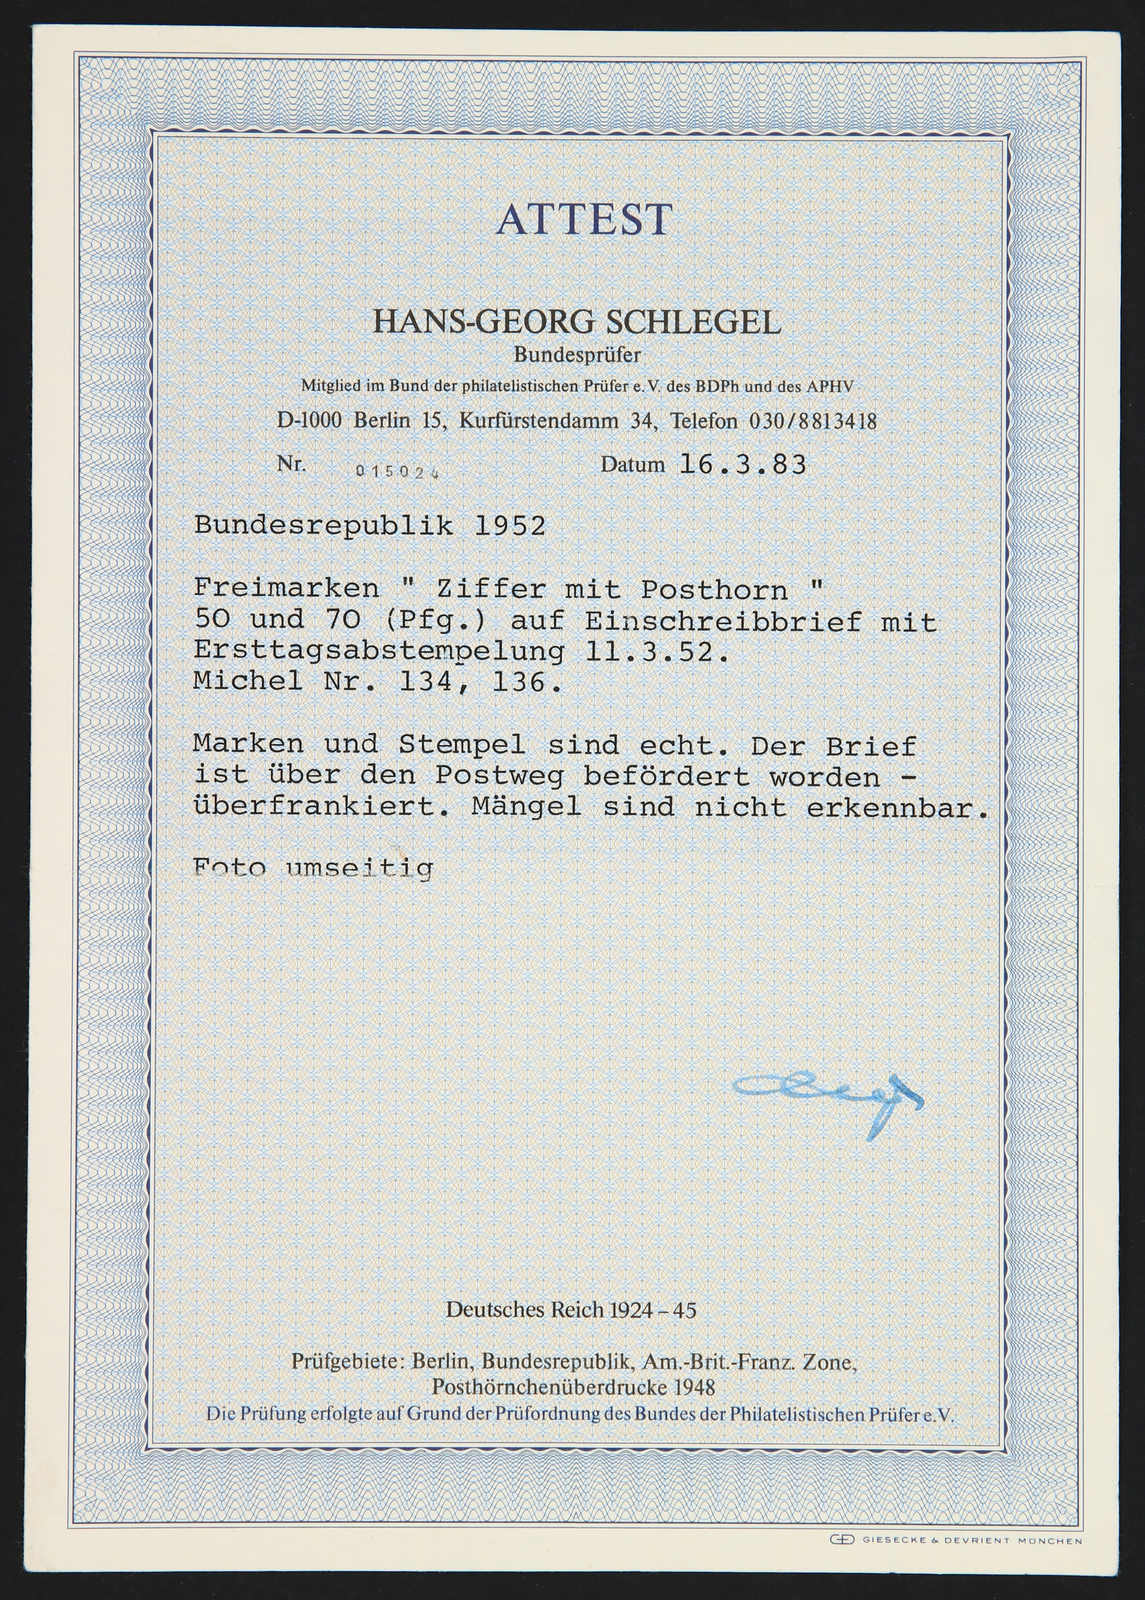 ATTEST
HANS-GEORG SCHLEGEL
Bundesprüfer
Mitglied im Bund der philatelistischen Prüfer e.V. des BDPh und des APHV
D-1000 Berlin 15, Kurfürstendamm 34, Telefon 030/8813418
Nr. 015024 Datum 16.3.83
Bundesrepublik 1952
Freimarken " Ziffer mit Posthorn "
50 und 70 (Pfg.) auf Einschreibbrief mit
Ersttagsabstempelung 11.3.52.
Michel Nr. 134, 136.
Marken und Stempel sind echt. Der Brief
ist über den Postweg befördert worden -
überfrankiert. Mängel sind nicht erkennbar.
Foto umseitig
Deutsches Reich 1924 – 45
Prüfgebiete: Berlin, Bundesrepublik, Am.-Brit.-Franz. Zone,
Posthörnchenüberdrucke 1948
Die Prüfung erfolgte auf Grund der Prüfordnung des Bundes der Philatelistischen Prüfer e.V.
GIESECKE & DEVRIENT MÜNCHEN